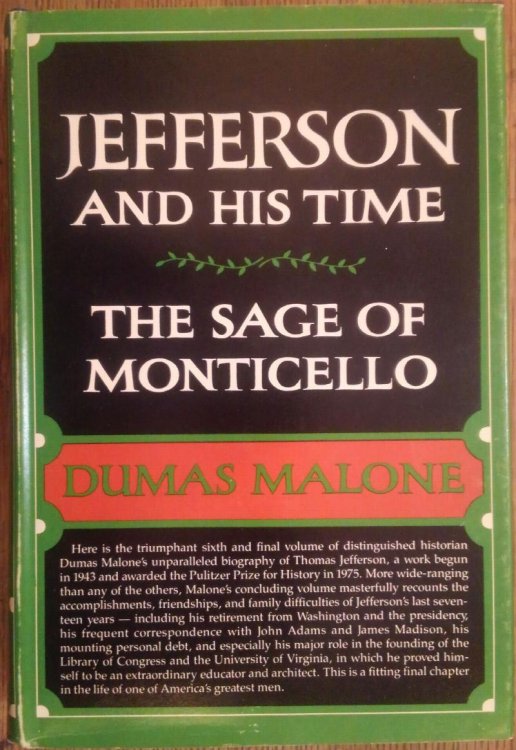 JEFFERSON
AND HIS TIME
THE SAGE OF
MONTICELLO
DUMAS MALONE
Here is the triumphant sixth and final volume of distinguished historian
Dumas Malone's unparalleled biography of Thomas Jefferson, a work begun
in 1943 and awarded the Pulitzer Prize for History in 1975. More wide-ranging
than any of the others, Malone's concluding volume masterfully recounts the
accomplishments, friendships, and family difficulties of Jefferson's last seven-
teen years — including his retirement from Washington and the presidency,
his frequent correspondence with John Adams and James Madison, his
mounting personal debt, and especially his major role in the founding of the
Library of Congress and the University of Virginia, in which he proved him-
self to be an extraordinary educator and architect. This is a fitting final chapter
in the life of one of America's greatest men.